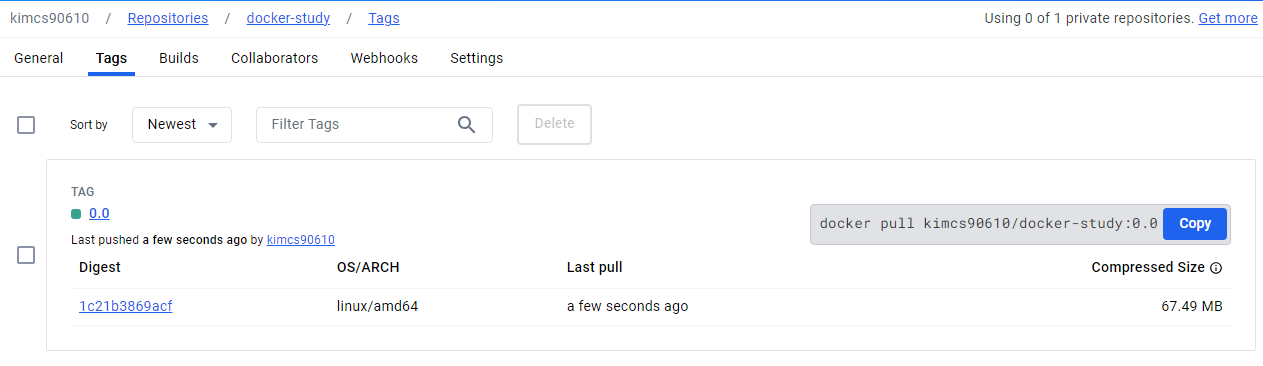 kimcs90610 / Repositories / docker-study / Tags Using 0 of 1 private repositories. Get more
General Tags Builds Collaborators Webhooks Settings
Sort by Newest Filter Tags Delete
TAG
0.0
docker pull kimcs90610/docker-study:0.0 Copy
Last pushed a few seconds ago by kimcs90610
Digest OS/ARCH Last pull Compressed Size
1c21b3869acf linux/amd64 a few seconds ago 67.49 MB